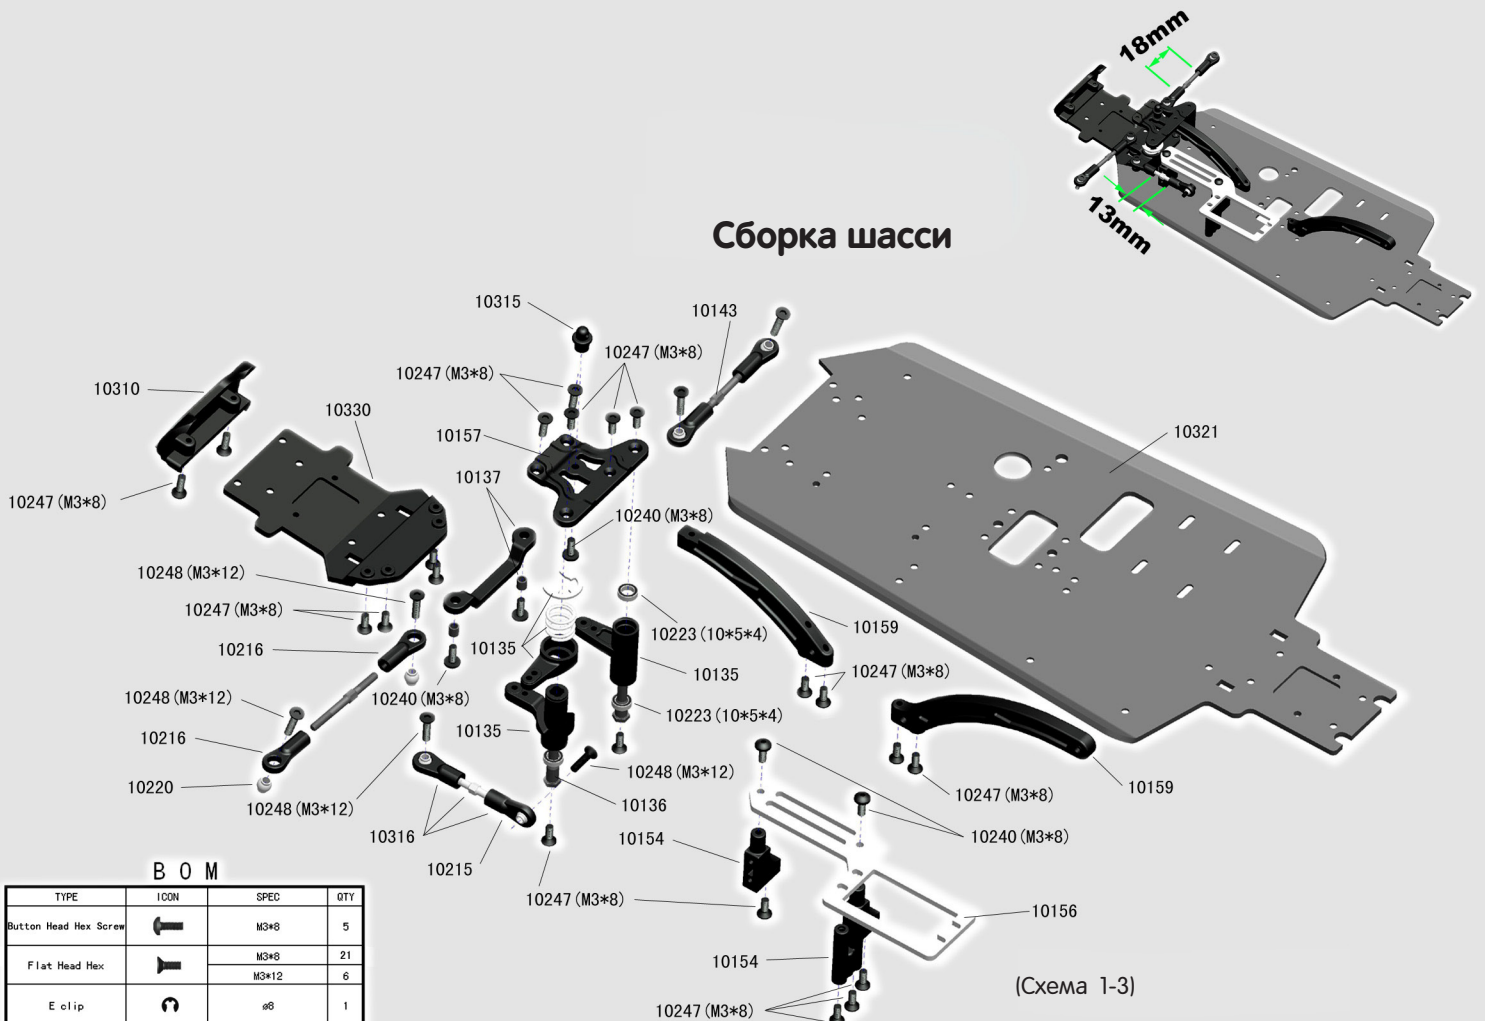 18mm
13mm
Сборка шасси
10315
10143
10247(M3*8)
10247(M3*8)
10310
10330
10157
10321
10137
10247(M3*8)
10240(M3*8)
10248(M3*12)
10247(M3*8)
10223(10*5*4)
10159
10216
10135
10135
10247(M3*8)
10248(M3*12)
10240(M3*8)
10223(10*5*4)
10216
10135
10248(M3*12)
10220
10248(M3*12)
10136
10247(M3*8)
10159
10316
10154
10240(M3*8)
10215
10247(M3*8)
10156
10154
10247(M3*8)
(Схема 1-3)
BOM
TYPE ICON SPEC QTY
Button Head Hex Screw M3*8 5
Flat Head Hex M3*8 21
M3*12 6
E clip ø8 1